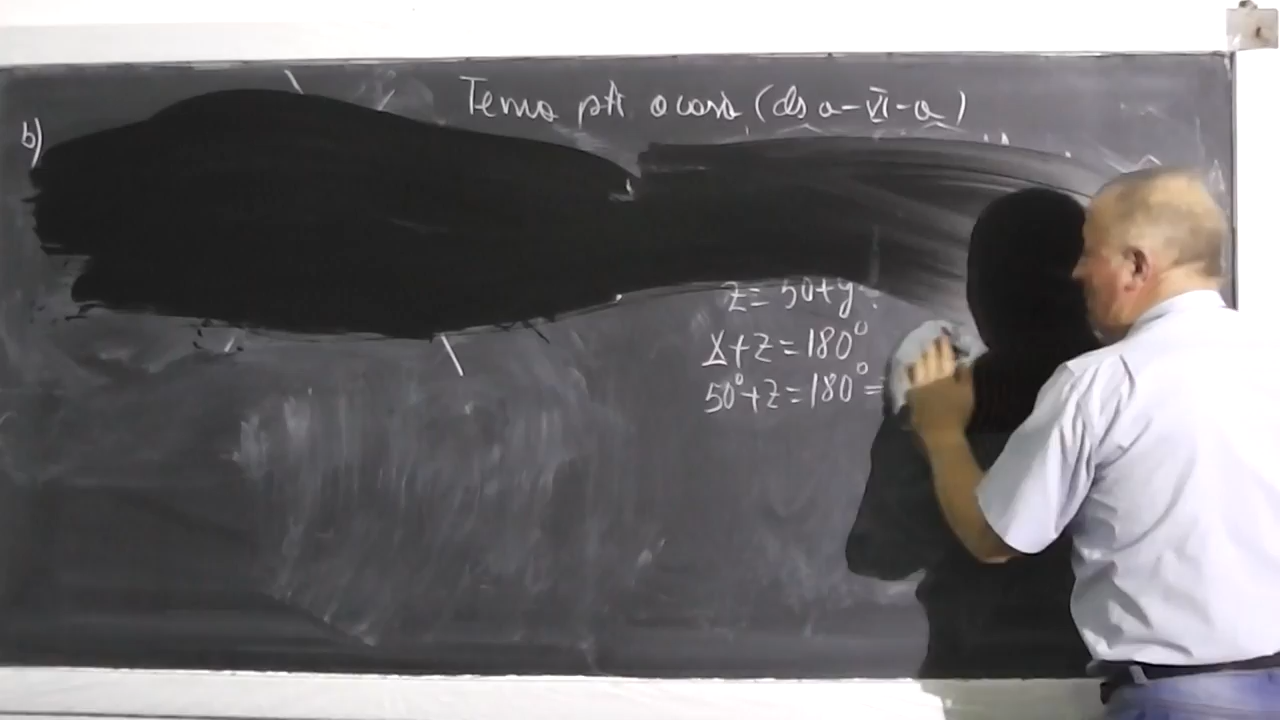 Tema pt acasă (cls a-VI-a)
b)
z = 50+y
x+z = 180°
50°+z = 180° =